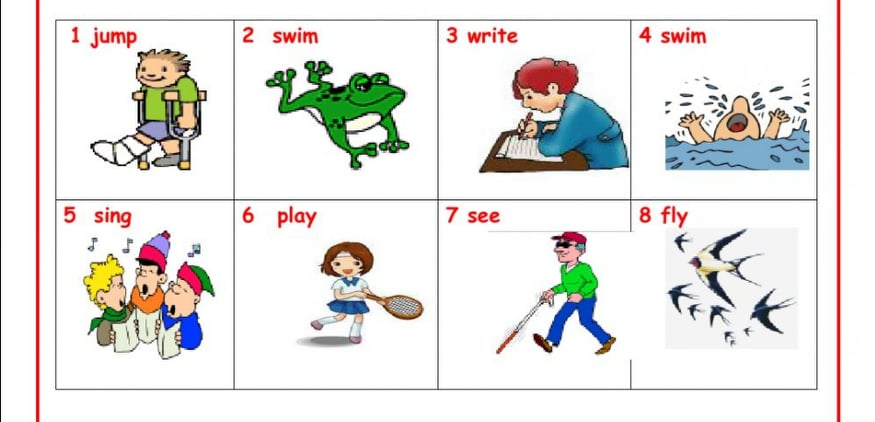 1 jump
2 swim
3 write
4 swim
5 sing
6 play
7 see
8 fly